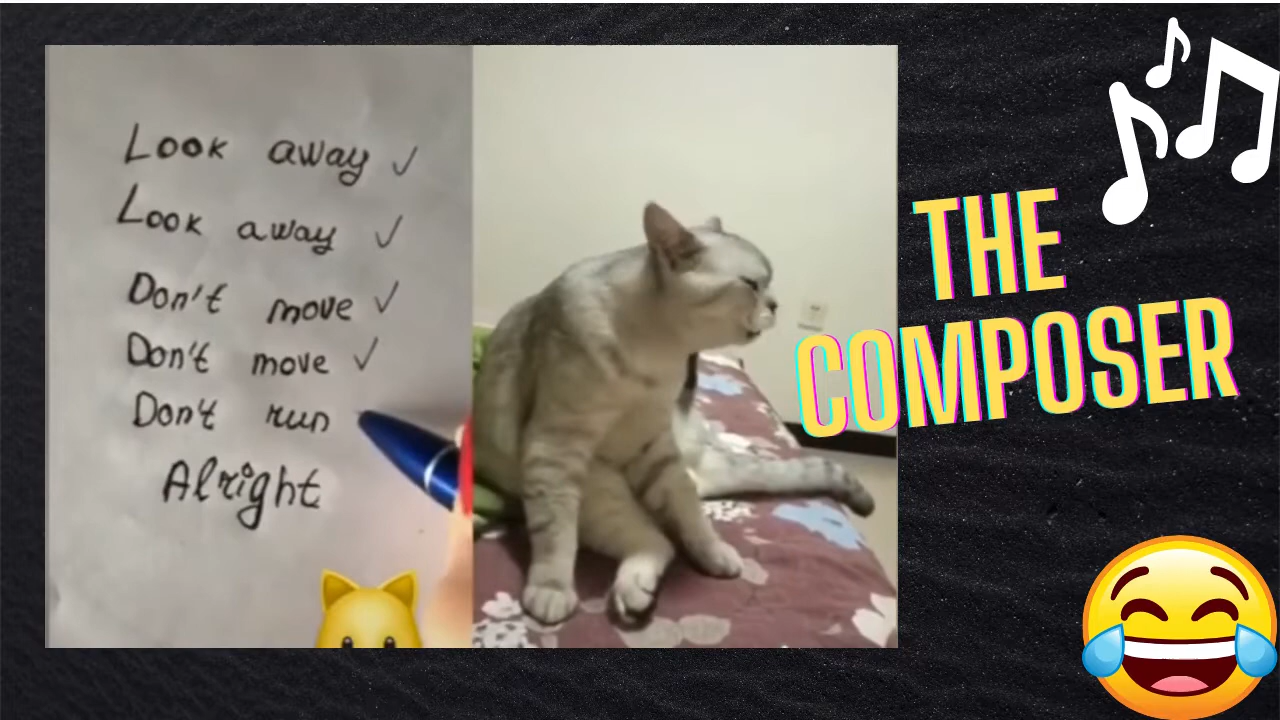 Look away ✓
Look away ✓
Don't move ✓
Don't move ✓
Don't run
Alright
THE
COMPOSER